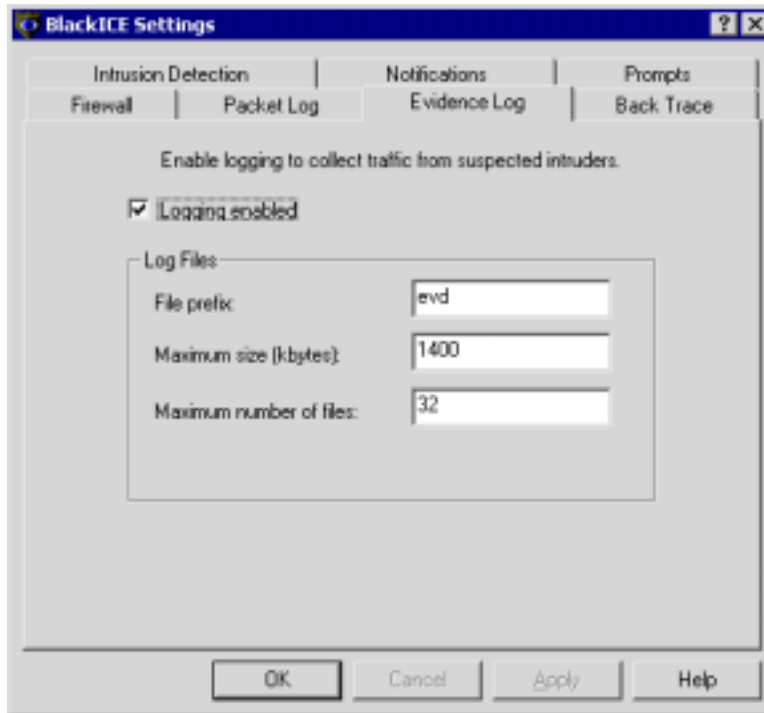 BlackICE Settings
Intrusion Detection Notifications Prompts
Firewall Packet Log Evidence Log Back Trace
Enable logging to collect traffic from suspected intruders.
Logging enabled
Log Files
File prefix: evd
Maximum size (kbytes): 1400
Maximum number of files: 32
OK Cancel Apply Help